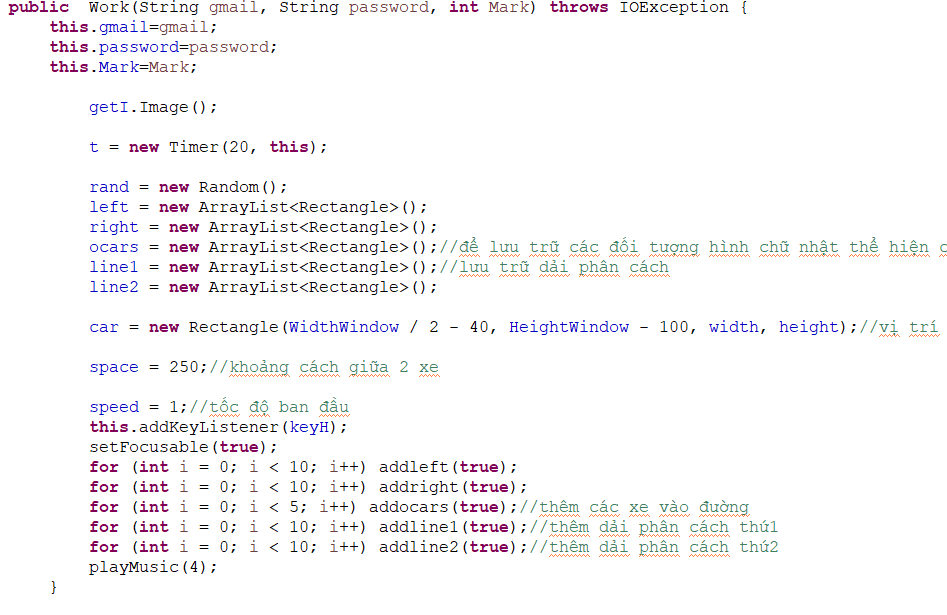 public  Work(String gmail, String password, int Mark) throws IOException {
this.gmail=gmail;
this.password=password;
this.Mark=Mark;
getI.Image();
t = new Timer(20, this);
rand = new Random();
left = new ArrayList<Rectangle>();
right = new ArrayList<Rectangle>();
ocars = new ArrayList<Rectangle>();//để lưu trữ các đối tượng hình chữ nhật thể hiện
line1 = new ArrayList<Rectangle>();//lưu trữ dải phân cách
line2 = new ArrayList<Rectangle>();
car = new Rectangle(WidthWindow / 2 - 40, HeightWindow - 100, width, height);//vị trí
space = 250;//khoảng cách giữa 2 xe
speed = 1;//tốc độ ban đầu
this.addKeyListener(keyH);
setFocusable(true);
for (int i = 0; i < 10; i++) addleft(true);
for (int i = 0; i < 10; i++) addright(true);
for (int i = 0; i < 5; i++) addocars(true);//thêm các xe vào đường
for (int i = 0; i < 10; i++) addline1(true);//thêm dải phân cách thứ1
for (int i = 0; i < 10; i++) addline2(true);//thêm dải phân cách thứ2
playMusic(4);
}